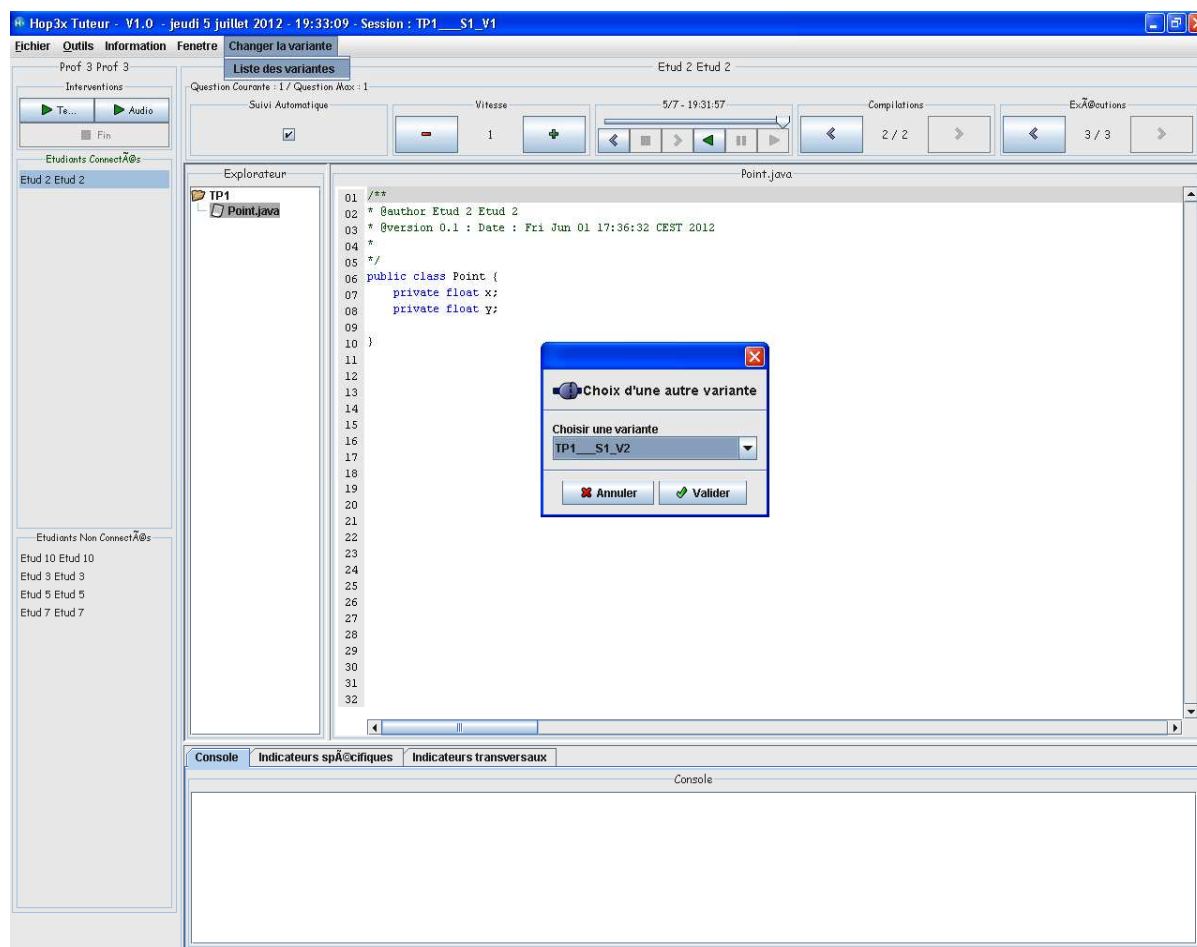 Hop3x Tuteur - V1.0 - jeudi 5 juillet 2012 - 19:33:09 - Session : TP1___S1_V1
Fichier Outils Information Fenetre Changer la variante
Liste des variantes
Prof 3 Prof 3
Interventions
Te... Audio
Fin
Etudiants ConnectÃ©s
Etud 2 Etud 2
Etudiants Non ConnectÃ©s
Etud 10 Etud 10
Etud 3 Etud 3
Etud 5 Etud 5
Etud 7 Etud 7
Etud 2 Etud 2
Question Courante : 1 / Question Max : 1
Suivi Automatique
Vitesse
1
5/7 - 19:31:57
Compilations
2 / 2
ExÃ©cutions
3 / 3
Explorateur
TP1
Point.java
Point.java
01 /**
02 * @author Etud 2 Etud 2
03 * @version 0.1 : Date : Fri Jun 01 17:36:32 CEST 2012
04 *
05 */
06 public class Point {
07 private float x;
08 private float y;
09
10 }
11
12
13
14
15
16
17
18
19
20
21
22
23
24
25
26
27
28
29
30
31
32
Choix d'une autre variante
Choisir une variante
TP1___S1_V2
Annuler Valider
Console Indicateurs spÃ©cifiques Indicateurs transversaux
Console